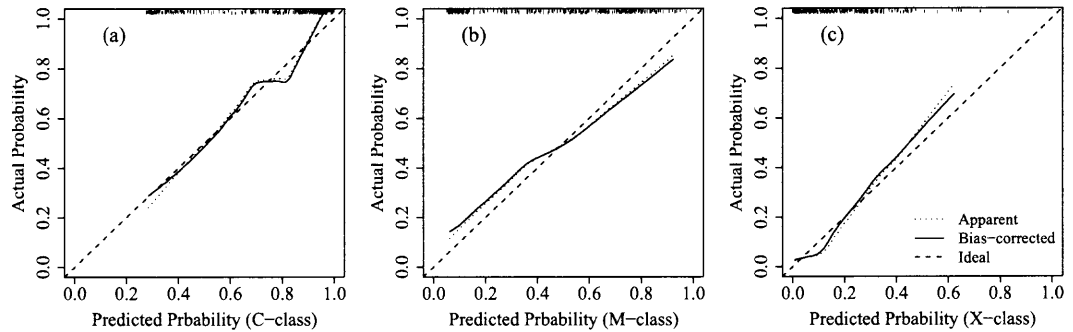 (a)
Actual Probability
0.0 0.2 0.4 0.6 0.8 1.0
0.0 0.2 0.4 0.6 0.8 1.0
Predicted Prbability (C-class)
(b)
Actual Probability
0.0 0.2 0.4 0.6 0.8 1.0
0.0 0.2 0.4 0.6 0.8 1.0
Predicted Prbability (M-class)
(c)
Actual Probability
0.0 0.2 0.4 0.6 0.8 1.0
Apparent
Bias-corrected
Ideal
0.0 0.2 0.4 0.6 0.8 1.0
Predicted Prbability (X-class)